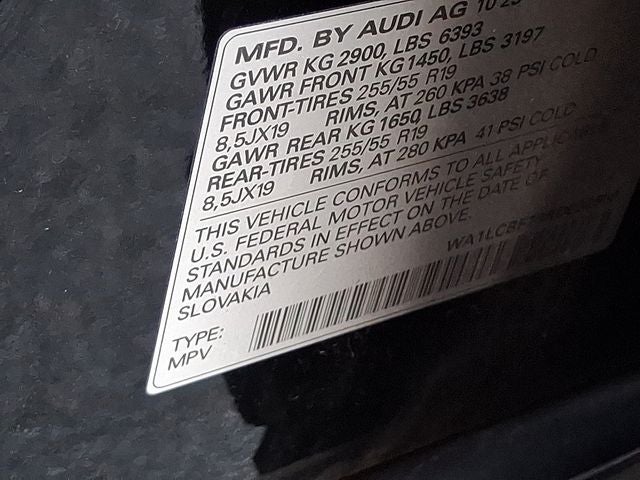 MFD. BY AUDI AG 10 23
GVWR KG 2900, LBS 6393
GAWR FRONT KG 1450, LBS 3197
FRONT-TIRES 255/55 R19
8,5JX19 RIMS, AT 260 KPA 38 PSI COLD
GAWR REAR KG 1650, LBS 3638
REAR-TIRES 255/55 R19
8,5JX19 RIMS, AT 280 KPA 41 PSI COLD
THIS VEHICLE CONFORMS TO ALL
U.S. FEDERAL MOTOR VEHICLE SAFETY
STANDARDS IN EFFECT ON THE DATE OF
MANUFACTURE SHOWN ABOVE.
SLOVAKIA
TYPE:
MPV